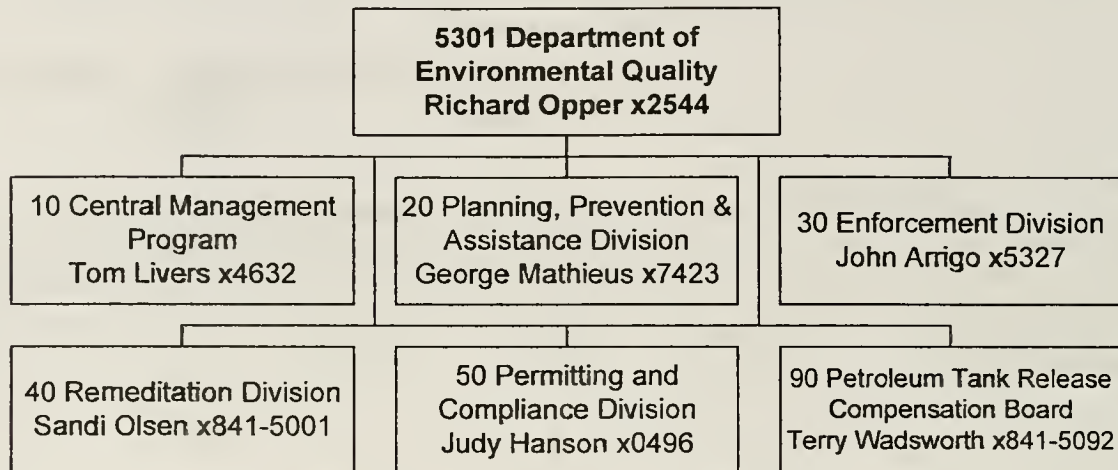 5301 Department of
Environmental Quality
Richard Opper x2544
10 Central Management
Program
Tom Livers x4632
20 Planning, Prevention &
Assistance Division
George Mathieus x7423
30 Enforcement Division
John Arrigo x5327
40 Remeditation Division
Sandi Olsen x841-5001
50 Permitting and
Compliance Division
Judy Hanson x0496
90 Petroleum Tank Release
Compensation Board
Terry Wadsworth x841-5092